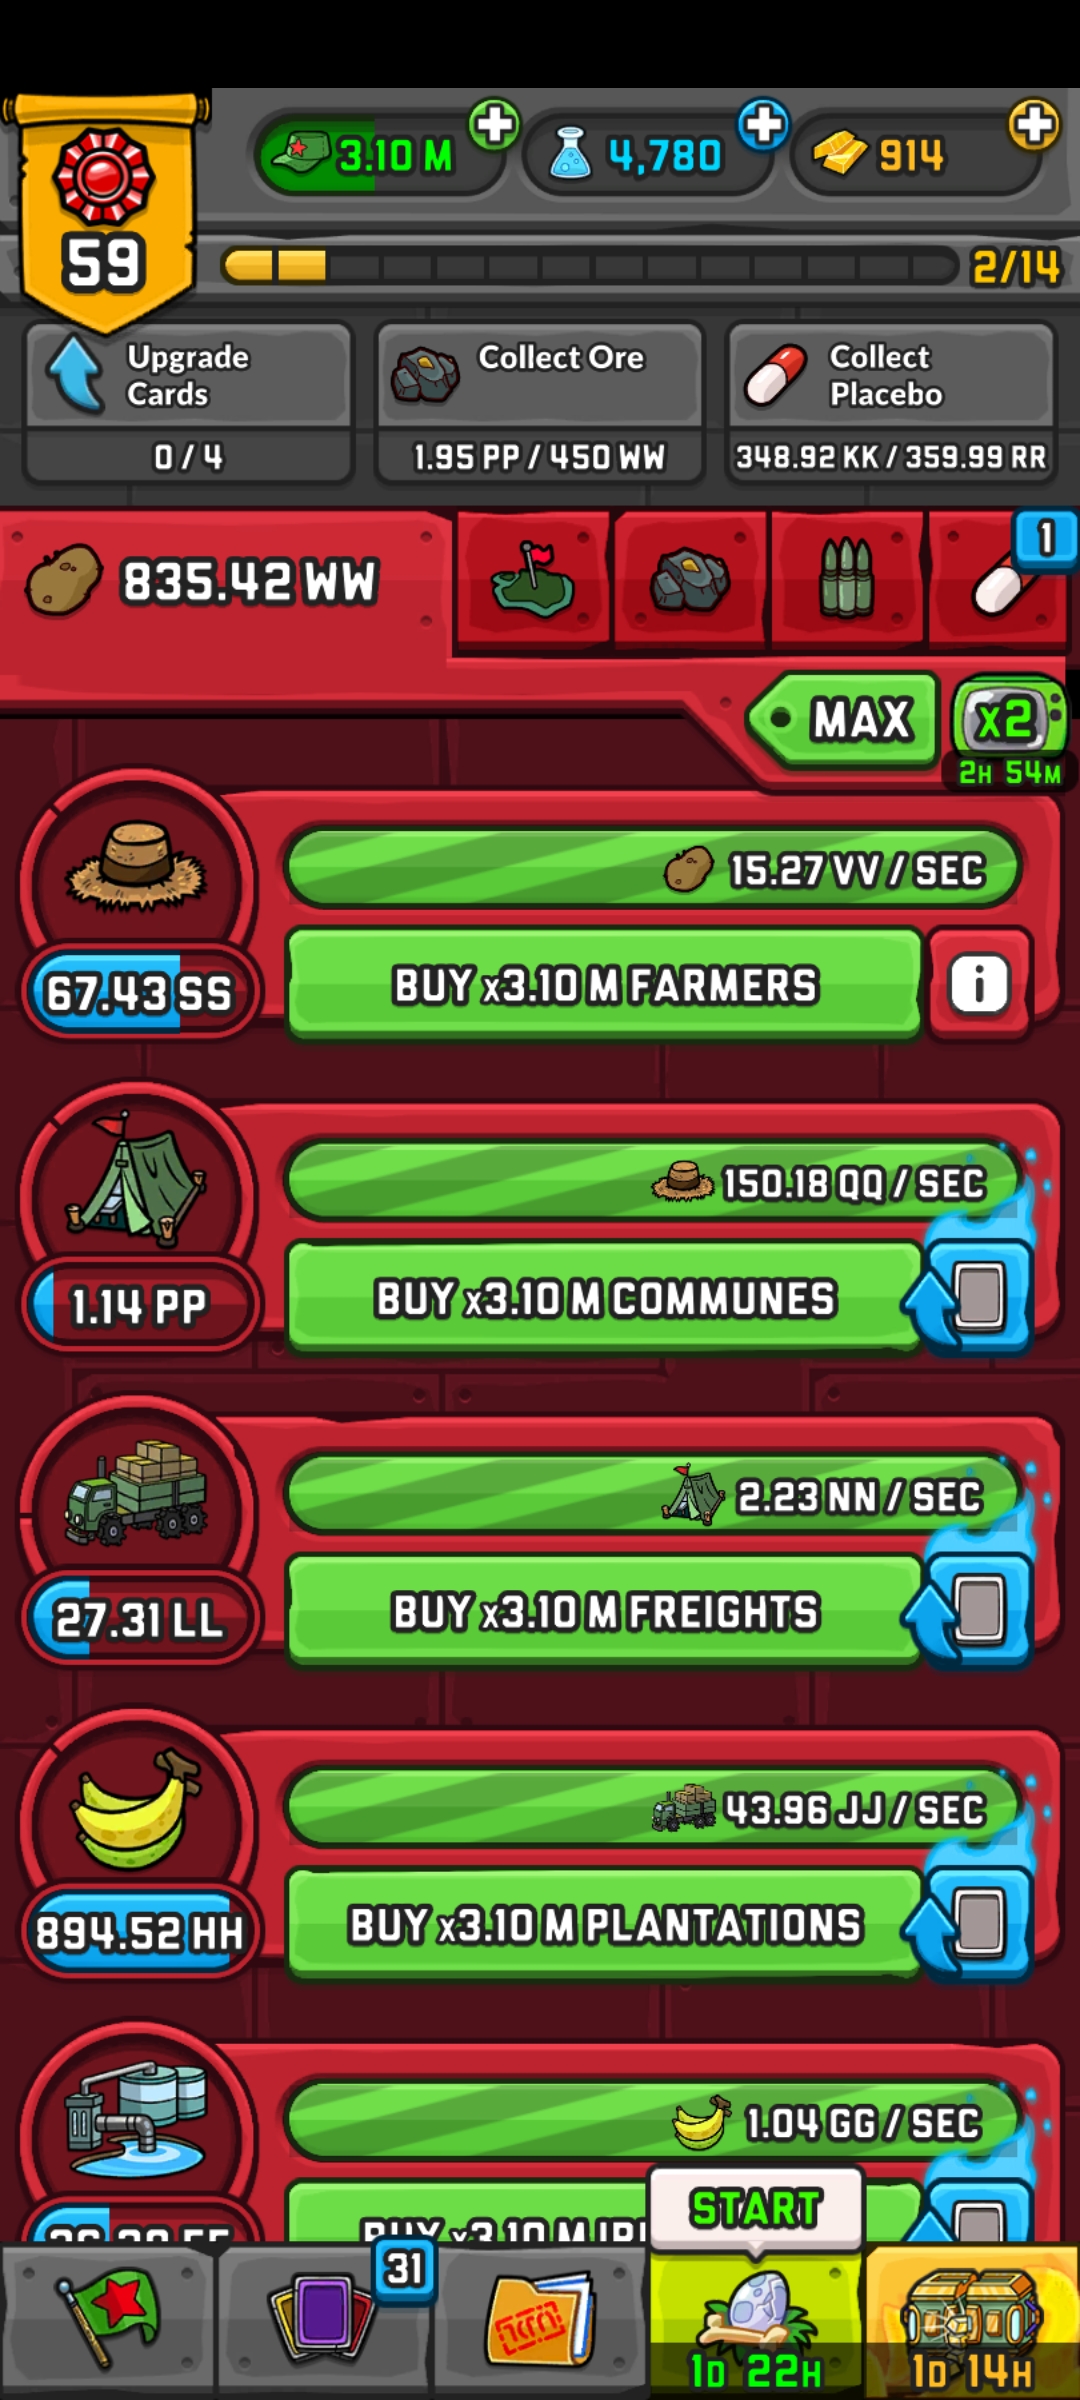 59
3.10 M
4,780
914
2/14
Upgrade
Cards
0 / 4
Collect Ore
1.95 PP / 450 WW
Collect
Placebo
348.92 KK / 359.99 RR
835.42 WW
1
MAX
x2
2H 54M
15.27 VV / SEC
67.43 SS
BUY x3.10 M FARMERS
i
150.18 QQ / SEC
1.14 PP
BUY x3.10 M COMMUNES
2.23 NN / SEC
27.31 LL
BUY x3.10 M FREIGHTS
43.96 JJ / SEC
894.52 HH
BUY x3.10 M PLANTATIONS
1.04 GG / SEC
BUY x3.10 M
START
31
1D 22H
1D 14H